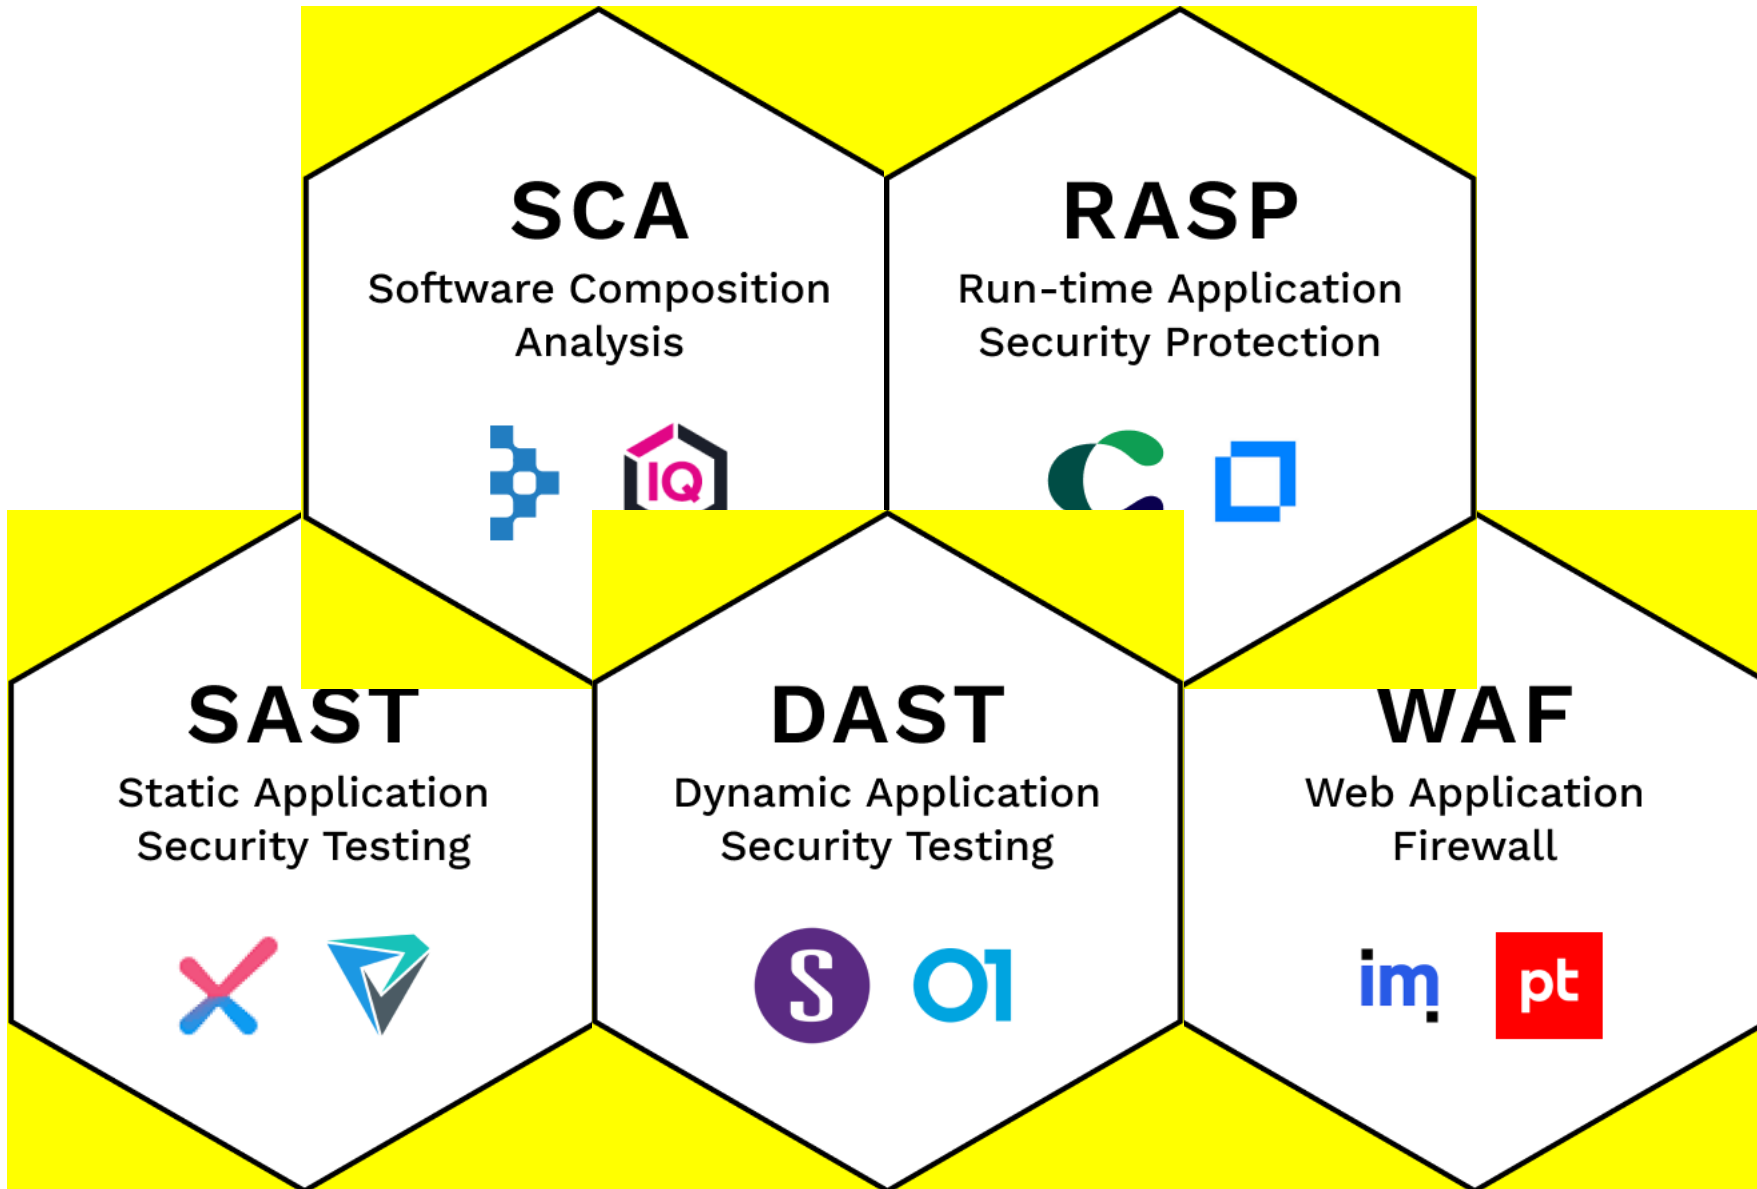 SCA
Software Composition
Analysis
IQ
RASP
Run-time Application
Security Protection
SAST
Static Application
Security Testing
DAST
Dynamic Application
Security Testing
S
01
WAF
Web Application
Firewall
im
pt